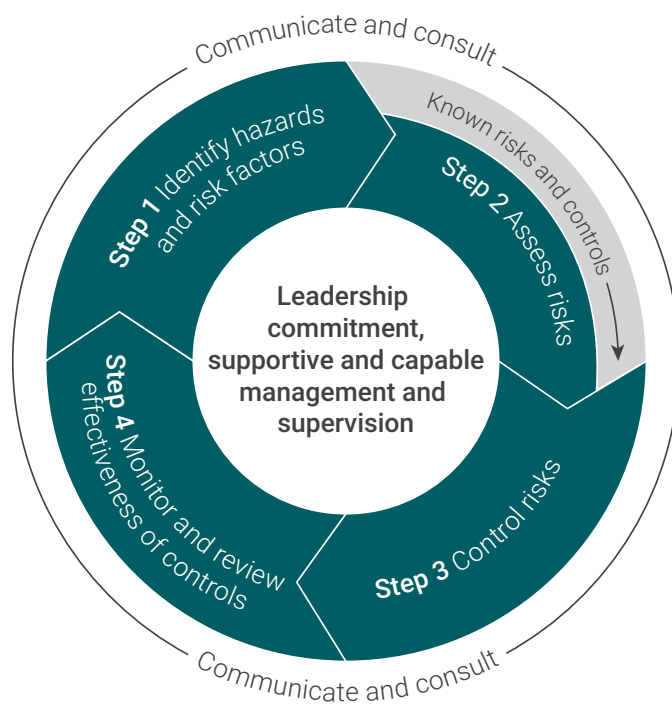 Communicate and consult
Step 1 Identify hazards
and risk factors
Known risks and controls
Step 2 Assess risks
Leadership
commitment,
supportive and capable
management and
supervision
Step 3 Control risks
Step 4 Monitor and review
effectiveness of controls
Communicate and consult